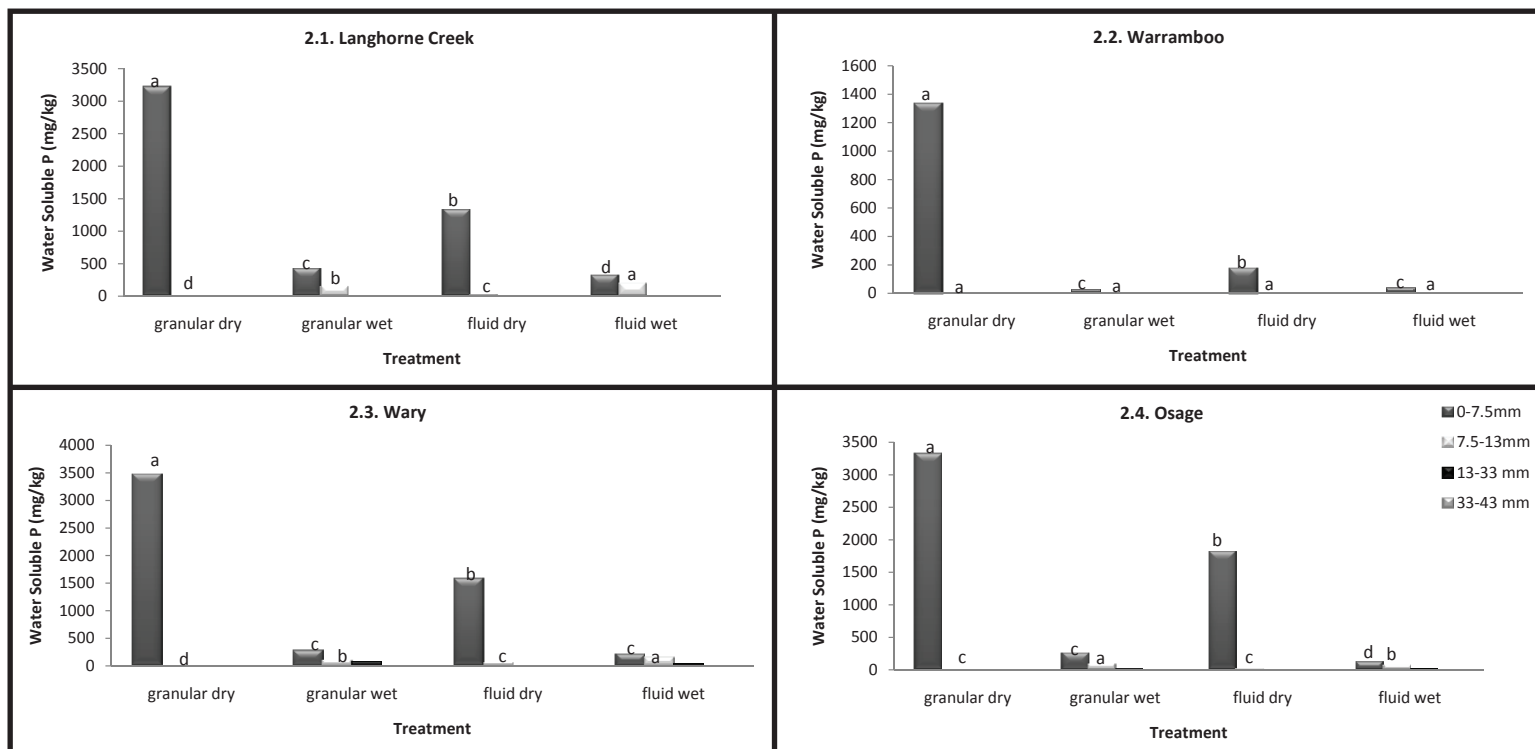 2.1. Langhorne Creek
Water Soluble P (mg/kg)
3500
3000
2500
2000
1500
1000
500
0
a
d
c
b
b
c
d
a
granular dry granular wet fluid dry fluid wet
Treatment
2.2. Warramboo
Water Soluble P (mg/kg)
1600
1400
1200
1000
800
600
400
200
0
a
a
c
a
b
a
c
a
granular dry granular wet fluid dry fluid wet
Treatment
2.3. Wary
Water Soluble P (mg/kg)
4000
3500
3000
2500
2000
1500
1000
500
0
a
d
c
b
b
c
c
a
granular dry granular wet fluid dry fluid wet
Treatment
2.4. Osage
Water Soluble P (mg/kg)
3500
3000
2500
2000
1500
1000
500
0
a
c
c
a
b
c
d
b
granular dry granular wet fluid dry fluid wet
Treatment
0-7.5mm
7.5-13mm
13-33 mm
33-43 mm